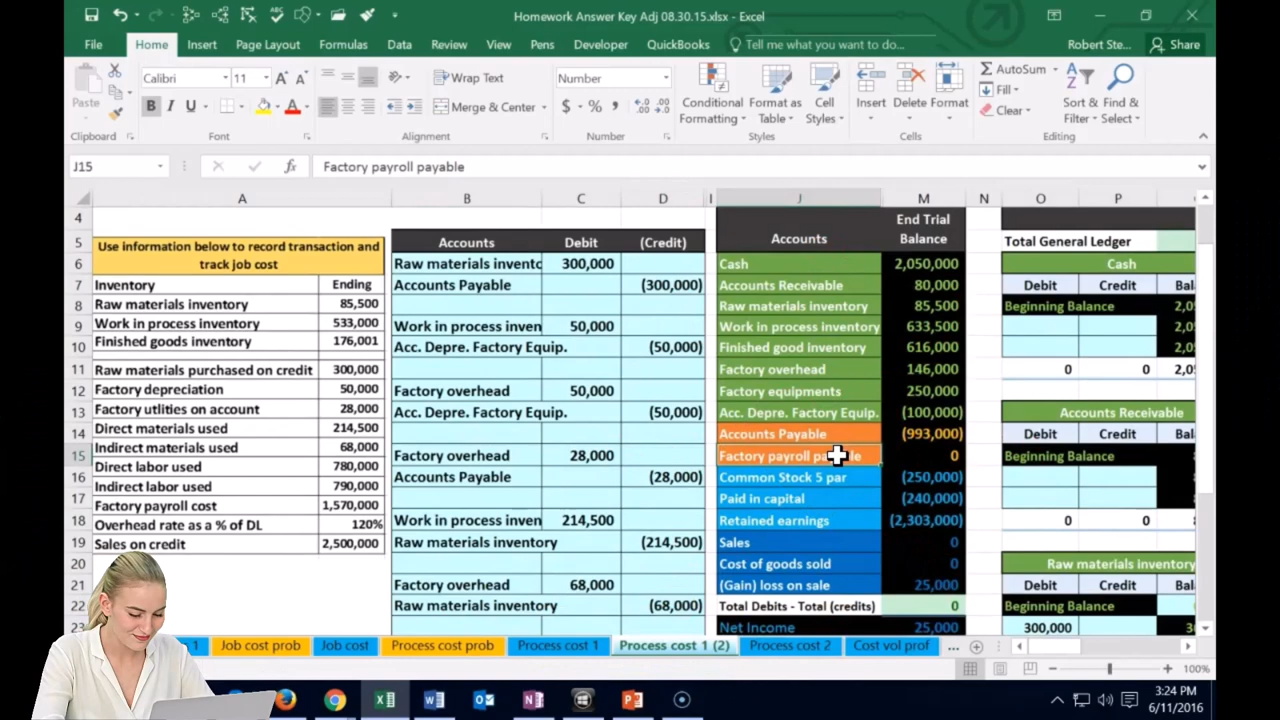 Homework Answer Key Adj 08.30.15.xlsx - Excel
File Home Insert Page Layout Formulas Data Review View Pens Developer QuickBooks Tell me what you want to do... Robert Ste... Share
Calibri 11 Wrap Text Number AutoSum
Paste B I U Merge & Center $ % Conditional Formatting Format as Table Cell Styles Insert Delete Format Fill Clear Sort & Filter Find & Select
Clipboard Font Alignment Number Styles Cells Editing
J15 fx Factory payroll payable
A B C D I J M N O P
4 End Trial
5 Use information below to record transaction and track job cost Accounts Debit (Credit) Accounts Balance Total General Ledger
6 Raw materials invento 300,000 Cash 2,050,000 Cash
7 Inventory Ending Accounts Payable (300,000) Accounts Receivable 80,000 Debit Credit Bal
8 Raw materials inventory 85,500 Raw materials inventory 85,500 Beginning Balance 2,0
9 Work in process inventory 533,000 Work in process inven 50,000 Work in process inventory 633,500 2,0
10 Finished goods inventory 176,001 Acc. Depre. Factory Equip. (50,000) Finished good inventory 616,000 2,0
11 Raw materials purchased on credit 300,000 Factory overhead 146,000 0 0 2,0
12 Factory depreciation 50,000 Factory overhead 50,000 Factory equipments 250,000
13 Factory utlities on account 28,000 Acc. Depre. Factory Equip. (50,000) Acc. Depre. Factory Equip. (100,000) Accounts Receivable
14 Direct materials used 214,500 Accounts Payable (993,000) Debit Credit Bal
15 Indirect materials used 68,000 Factory overhead 28,000 Factory payroll pa le 0 Beginning Balance
16 Direct labor used 780,000 Accounts Payable (28,000) Common Stock 5 par (250,000)
17 Indirect labor used 790,000 Paid in capital (240,000)
18 Factory payroll cost 1,570,000 Work in process inven 214,500 Retained earnings (2,303,000) 0 0
19 Overhead rate as a % of DL 120% Raw materials inventory (214,500) Sales 0
20 Sales on credit 2,500,000 Cost of goods sold 0 Raw materials inventory
21 Factory overhead 68,000 (Gain) loss on sale 25,000 Debit Credit Bal
22 Raw materials inventory (68,000) Total Debits - Total (credits) 0 Beginning Balance
23 Net Income 25,000 300,000
1 Job cost prob Job cost Process cost prob Process cost 1 Process cost 1 (2) Process cost 2 Cost vol prof ...
100%
3:24 PM
6/11/2016